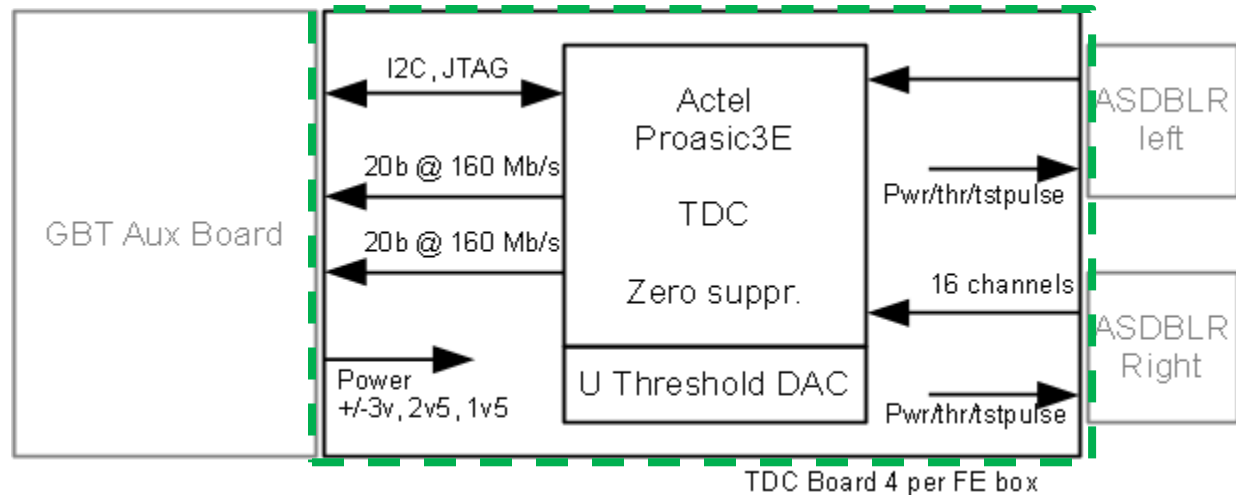 GBT Aux Board
I2C, JTAG
20b @ 160 Mb/s
20b @ 160 Mb/s
Power
+/-3v, 2v5, 1v5
Actel
Proasic3E
TDC
Zero suppr.
U Threshold DAC
Pwr/thr/tstpulse
16 channels
Pwr/thr/tstpulse
ASDBLR
left
ASDBLR
Right
TDC Board 4 per FE box